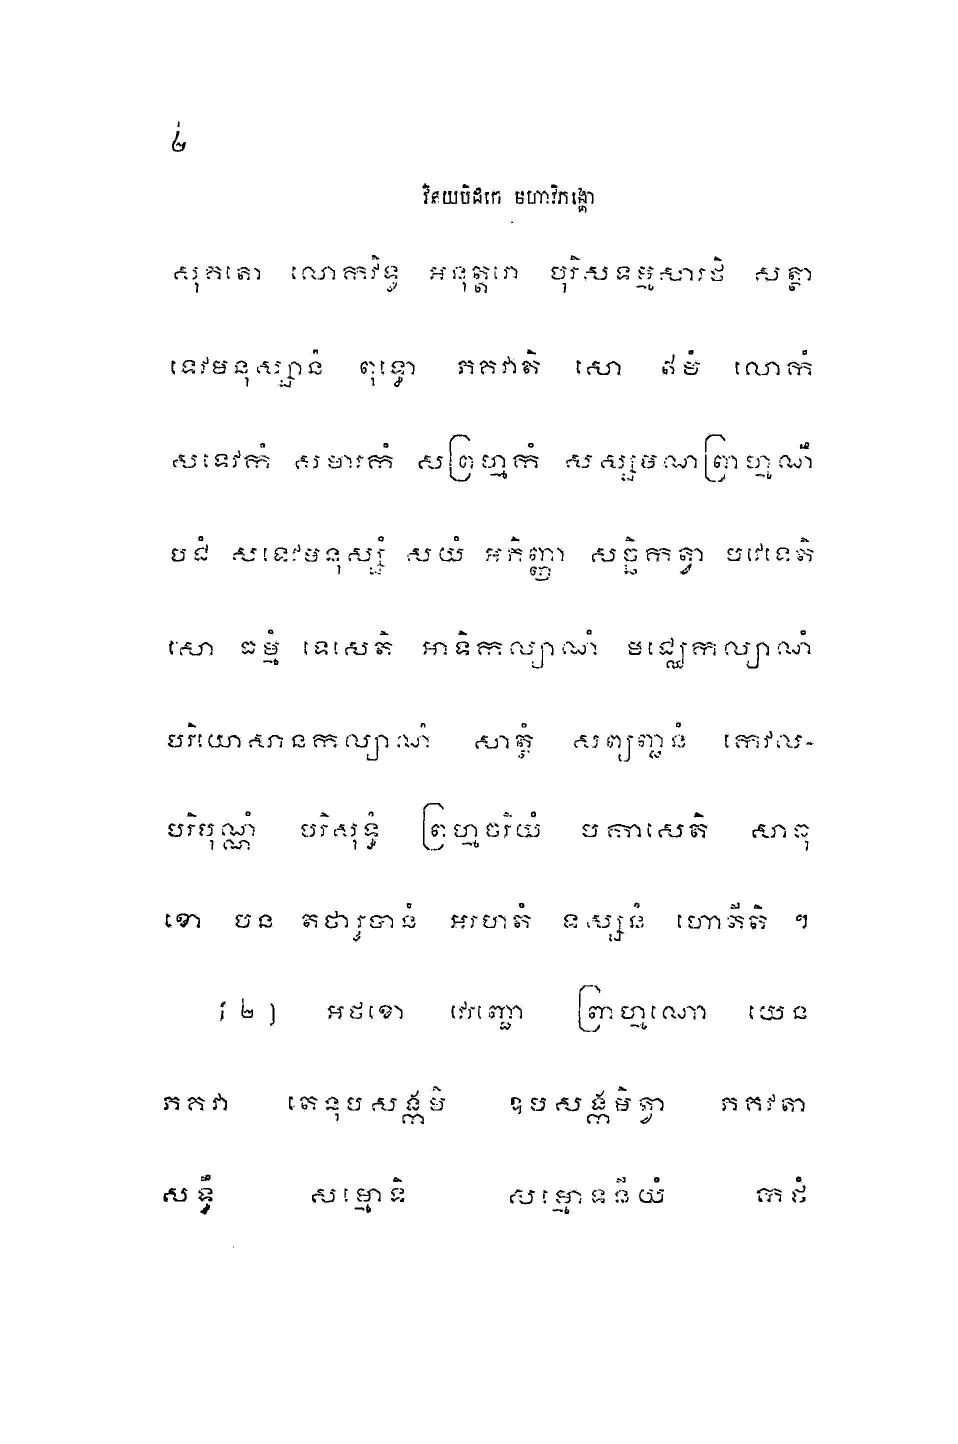 ២
វិនយបិដកេ មហាវិភង្គោ
សុគតោ លោកវិទូ អនុត្តរោ បុរិសទម្មសារថិ សត្ថា
ទេវមនុស្សានំ ពុទ្ធោ ភគវាតិ សោ ឥមំ លោកំ
សទេវកំ សមារកំ សព្រហ្មកំ សស្សមណព្រាហ្មណឹ
បជំ សទេវមនុស្សំ សយំ អភិញ្ញា សច្ឆិកត្វា បវេទេតិ
សោ ធម្មំ ទេសេតិ អាទិកល្យាណំ មជ្ឈេកល្យាណំ
បរិយោសានកល្យាណំ សាត្ថំ សព្យញ្ជនំ កេវល-
បរិបុណ្ណំ បរិសុទ្ធំ ព្រហ្មចរិយំ បកាសេតិ សាធុ
ខោ បន តថារូបានំ អរហតំ ទស្សនំ ហោតីតិ ។
(២) អថខោ វេរញ្ជោ ព្រាហ្មណោ យេន
ភគវា តេនុបសង្កមិ ឧបសង្កមិត្វា ភគវតា
សទ្ធឹ សម្មោទិ សម្មោទនីយំ កថំ